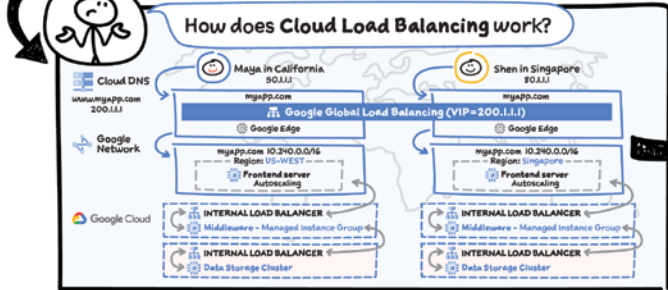 How does Cloud Load Balancing work?
Maya in California
50.1.1.1
Shen in Singapore
80.1.1.1
Cloud DNS
www.myapp.com
200.1.1.1
myapp.com
myapp.com
Google Global Load Balancing (VIP=200.1.1.1)
Google Edge
Google Edge
Google
Network
myapp.com 10.240.0.0/16
Region: US-WEST
Frontend server
Autoscaling
myapp.com 10.240.0.0/16
Region: Singapore
Frontend server
Autoscaling
Google Cloud
INTERNAL LOAD BALANCER
Middleware - Managed Instance Group
INTERNAL LOAD BALANCER
Middleware - Managed Instance Group
INTERNAL LOAD BALANCER
Data Storage Cluster
INTERNAL LOAD BALANCER
Data Storage Cluster